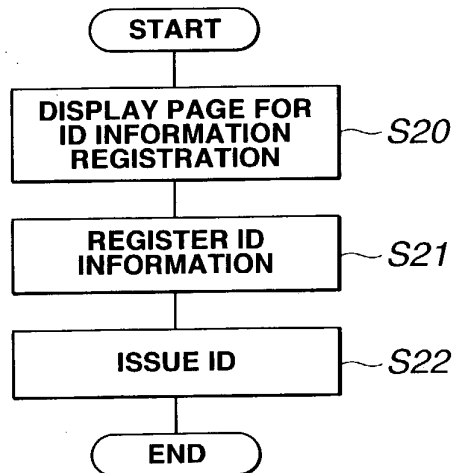 START
DISPLAY PAGE FOR
ID INFORMATION
REGISTRATION
S20
REGISTER ID
INFORMATION
S21
ISSUE ID
S22
END